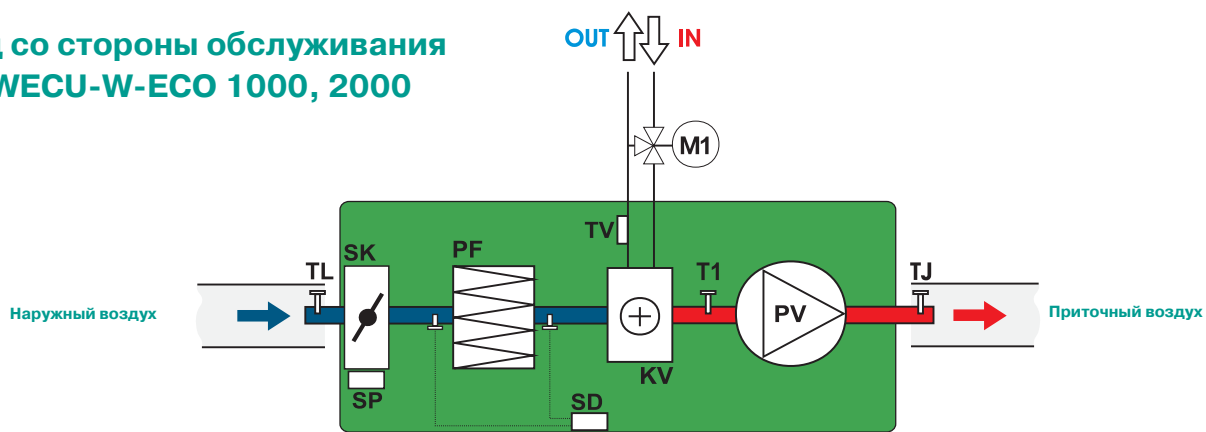 со стороны обслуживания
WECU-W-ECO 1000, 2000
OUT IN
M1
TV
SK PF
TL T1 TJ
Наружный воздух
PV
Приточный воздух
KV
SP SD